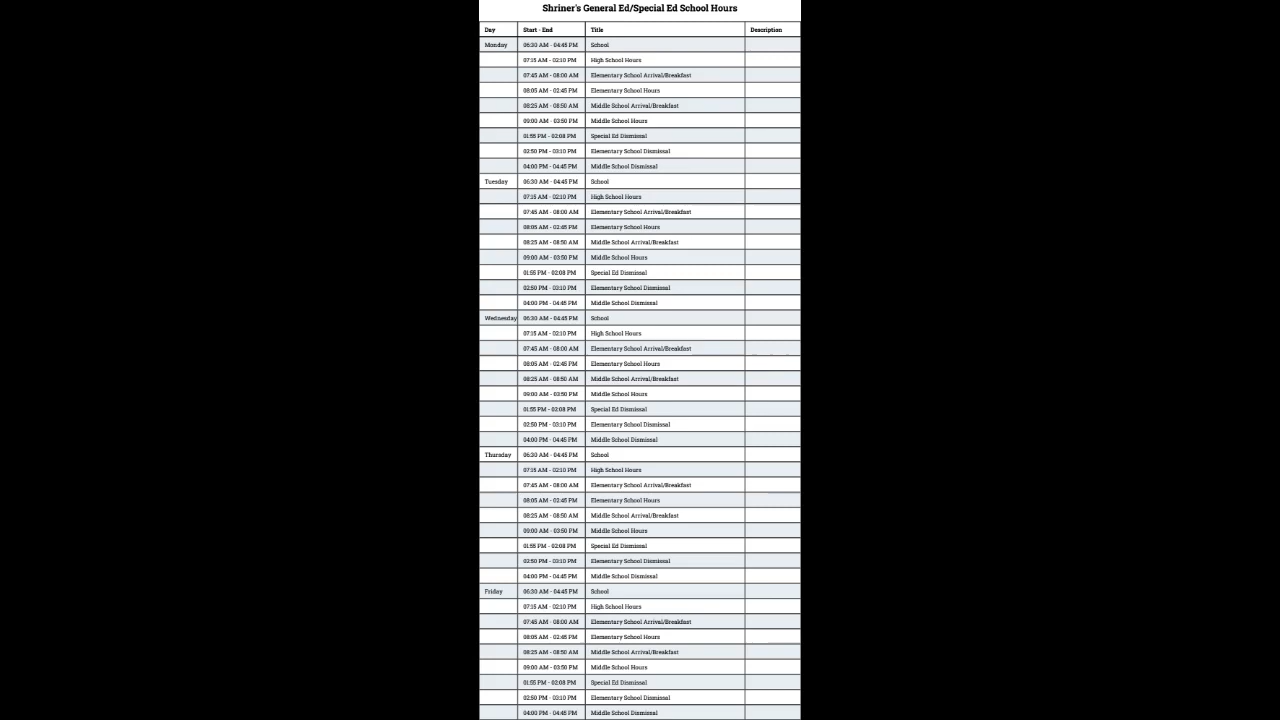 Shriner's General Ed/Special Ed School Hours
Day Start - End Title Description
Monday 06:30 AM - 04:45 PM School
07:15 AM - 02:10 PM High School Hours
07:45 AM - 08:00 AM Elementary School Arrival/Breakfast
08:05 AM - 02:45 PM Elementary School Hours
08:25 AM - 08:50 AM Middle School Arrival/Breakfast
09:00 AM - 03:50 PM Middle School Hours
01:55 PM - 02:08 PM Special Ed Dismissal
02:50 PM - 03:10 PM Elementary School Dismissal
04:00 PM - 04:45 PM Middle School Dismissal
Tuesday 06:30 AM - 04:45 PM School
07:15 AM - 02:10 PM High School Hours
07:45 AM - 08:00 AM Elementary School Arrival/Breakfast
08:05 AM - 02:45 PM Elementary School Hours
08:25 AM - 08:50 AM Middle School Arrival/Breakfast
09:00 AM - 03:50 PM Middle School Hours
01:55 PM - 02:08 PM Special Ed Dismissal
02:50 PM - 03:10 PM Elementary School Dismissal
04:00 PM - 04:45 PM Middle School Dismissal
Wednesday 06:30 AM - 04:45 PM School
07:15 AM - 02:10 PM High School Hours
07:45 AM - 08:00 AM Elementary School Arrival/Breakfast
08:05 AM - 02:45 PM Elementary School Hours
08:25 AM - 08:50 AM Middle School Arrival/Breakfast
09:00 AM - 03:50 PM Middle School Hours
01:55 PM - 02:08 PM Special Ed Dismissal
02:50 PM - 03:10 PM Elementary School Dismissal
04:00 PM - 04:45 PM Middle School Dismissal
Thursday 06:30 AM - 04:45 PM School
07:15 AM - 02:10 PM High School Hours
07:45 AM - 08:00 AM Elementary School Arrival/Breakfast
08:05 AM - 02:45 PM Elementary School Hours
08:25 AM - 08:50 AM Middle School Arrival/Breakfast
09:00 AM - 03:50 PM Middle School Hours
01:55 PM - 02:08 PM Special Ed Dismissal
02:50 PM - 03:10 PM Elementary School Dismissal
04:00 PM - 04:45 PM Middle School Dismissal
Friday 06:30 AM - 04:45 PM School
07:15 AM - 02:10 PM High School Hours
07:45 AM - 08:00 AM Elementary School Arrival/Breakfast
08:05 AM - 02:45 PM Elementary School Hours
08:25 AM - 08:50 AM Middle School Arrival/Breakfast
09:00 AM - 03:50 PM Middle School Hours
01:55 PM - 02:08 PM Special Ed Dismissal
02:50 PM - 03:10 PM Elementary School Dismissal
04:00 PM - 04:45 PM Middle School Dismissal